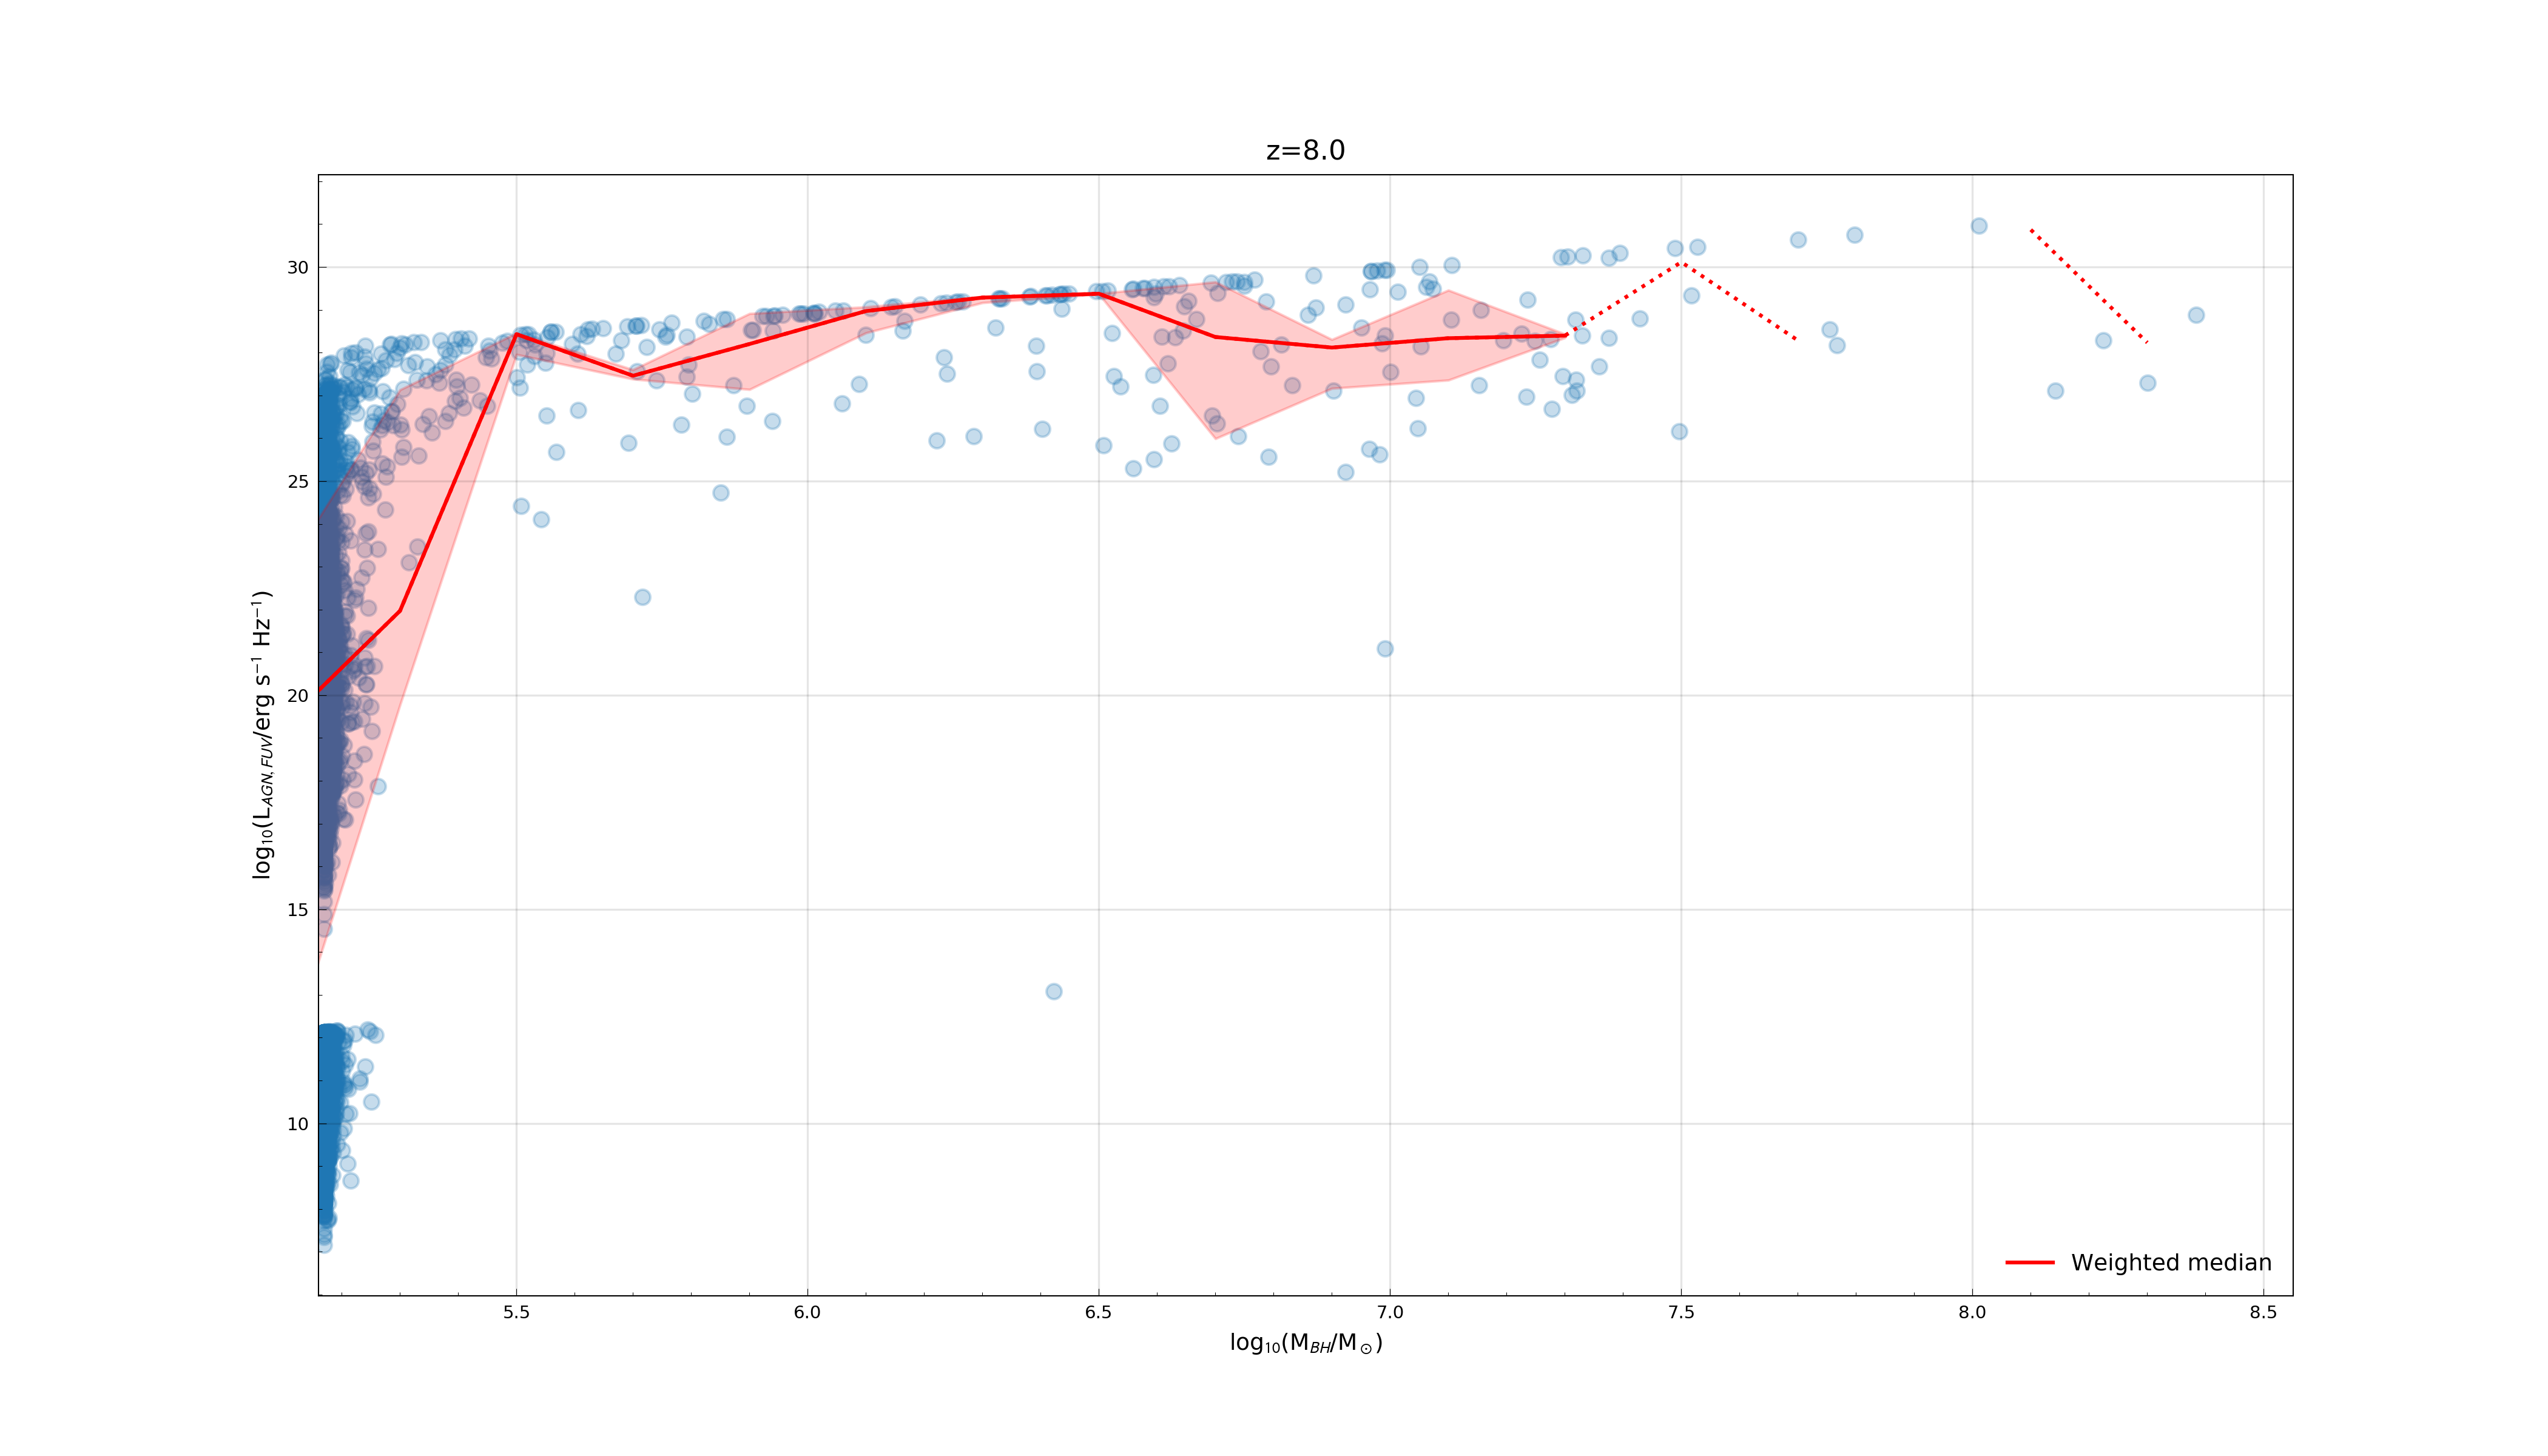 z=8.0
30
25
20
15
10
log₁₀(L_AGN,FUV/erg s⁻¹ Hz⁻¹)
Weighted median
5.5 6.0 6.5 7.0 7.5 8.0 8.5
log₁₀(M_BH/M_⊙)